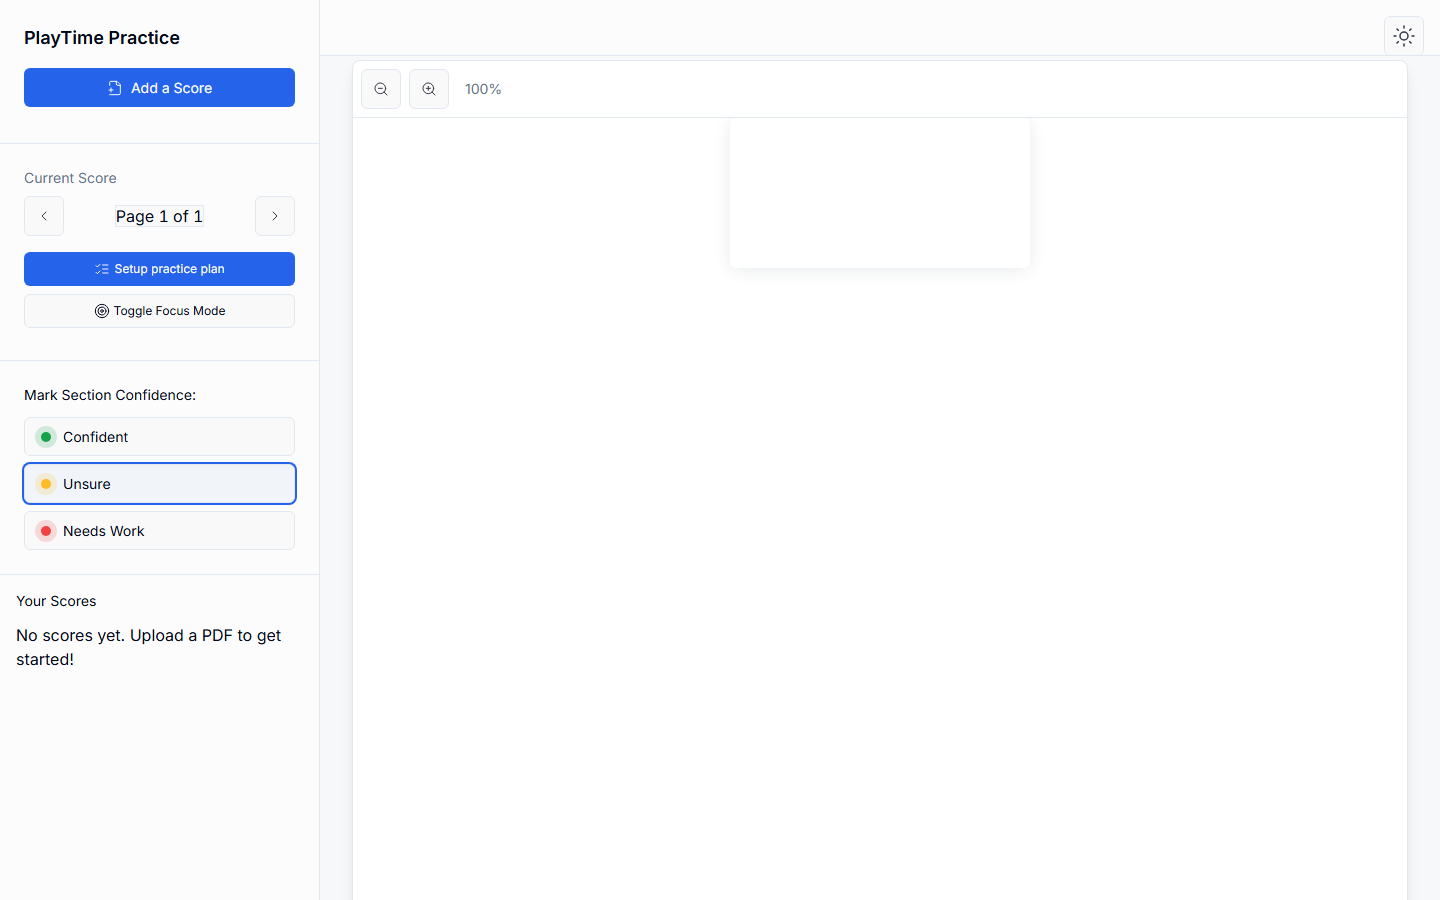 PlayTime Practice
Add a Score
Current Score
Page 1 of 1
Setup practice plan
Toggle Focus Mode
Mark Section Confidence:
Confident
Unsure
Needs Work
Your Scores
No scores yet. Upload a PDF to get
started!
100%